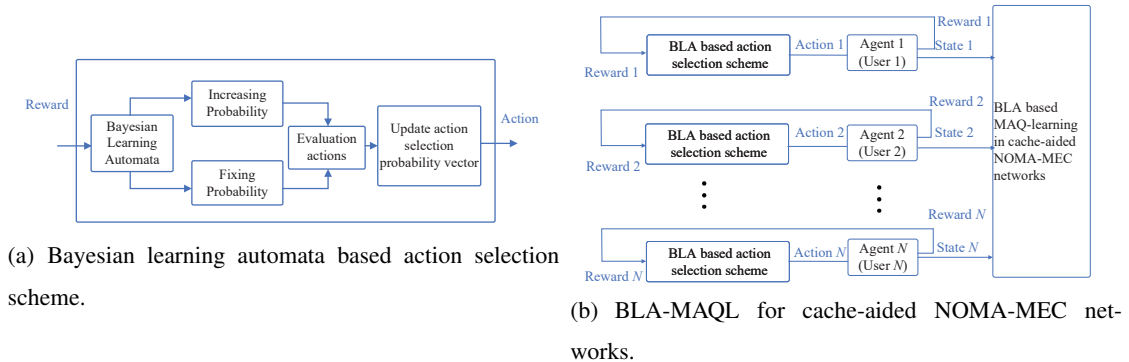 Reward
Bayesian
Learning
Automata
Increasing
Probability
Fixing
Probability
Evaluation
actions
Update action
selection
probability vector
Action
(a) Bayesian learning automata based action selection
scheme.
Reward 1
Reward 1
BLA based action
selection scheme
Action 1
Agent 1
(User 1)
State 1
Reward 2
Reward 2
BLA based action
selection scheme
Action 2
Agent 2
(User 2)
State 2
Reward N
Reward N
BLA based action
selection scheme
Action N
Agent N
(User N)
State N
BLA based
MAQ-learning
in cache-aided
NOMA-MEC
networks
(b) BLA-MAQL for cache-aided NOMA-MEC net-
works.